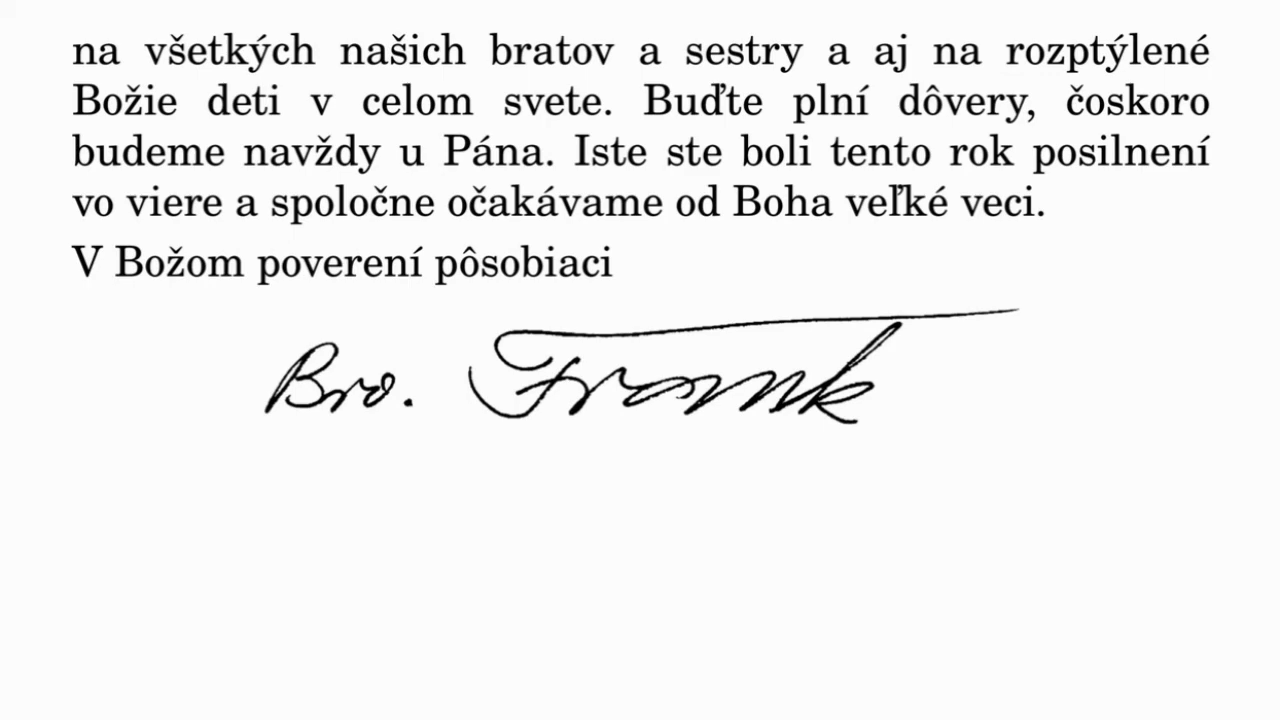 na všetkých našich bratov a sestry a aj na rozptýlené
Božie deti v celom svete. Buďte plní dôvery, čoskoro
budeme navždy u Pána. Iste ste boli tento rok posilnení
vo viere a spoločne očakávame od Boha veľké veci.
V Božom poverení pôsobiaci
Bro. Frank